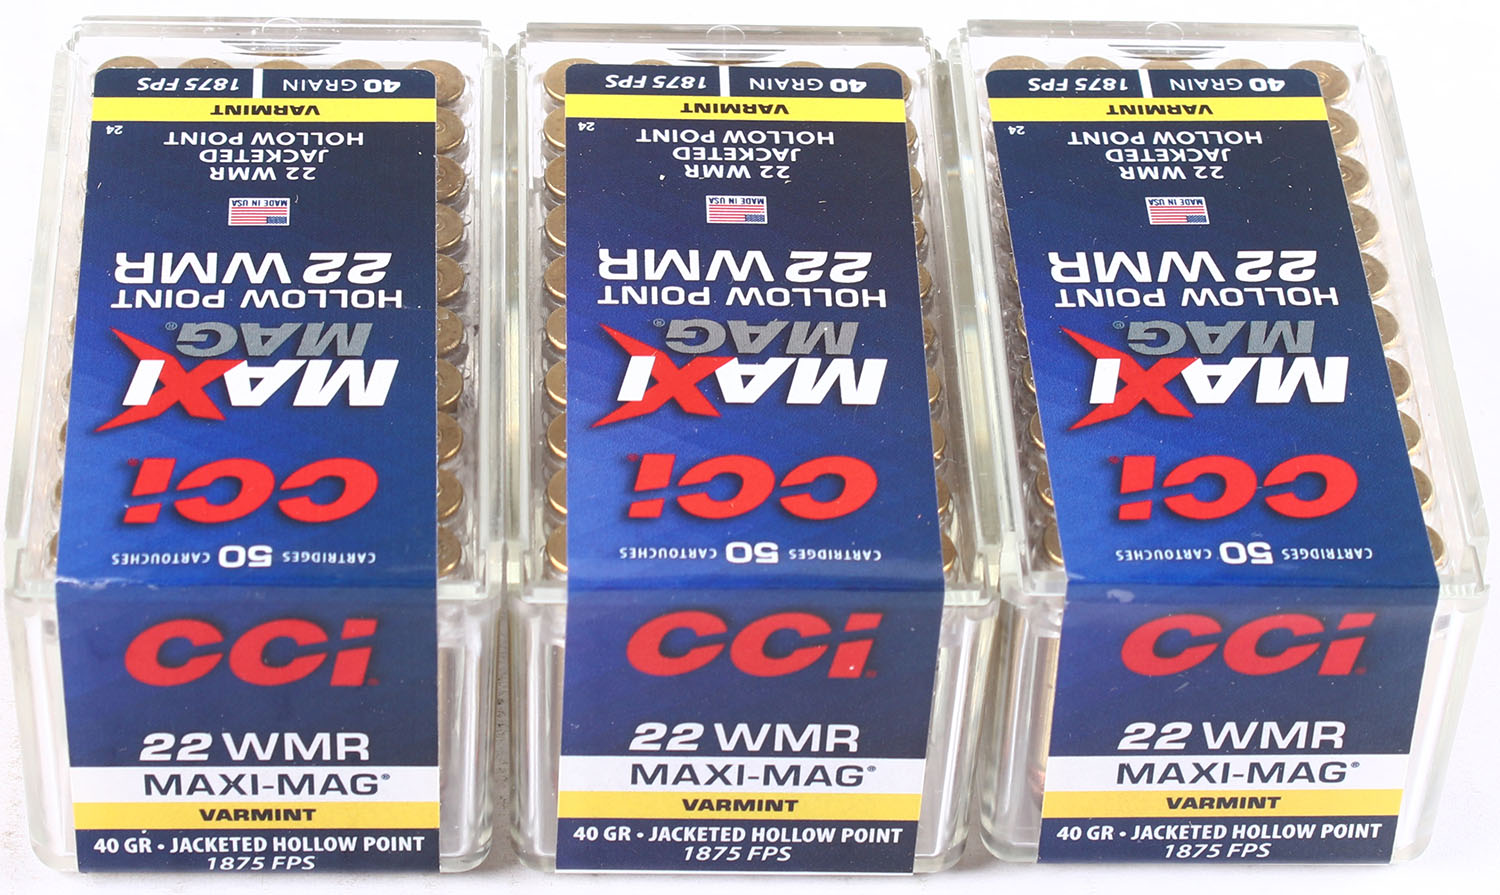 40 GRAIN | 1875 FPS
VARMINT
24
22 WMR
JACKETED
HOLLOW POINT
MADE IN USA
22 WMR
HOLLOW POINT
MAXI
MAG®
CCI
50 CARTRIDGES CARTOUCHES
CCI
22 WMR
MAXI-MAG®
VARMINT
40 GR • JACKETED HOLLOW POINT
1875 FPS
40 GRAIN | 1875 FPS
VARMINT
24
22 WMR
JACKETED
HOLLOW POINT
MADE IN USA
22 WMR
HOLLOW POINT
MAXI
MAG®
CCI
50 CARTRIDGES CARTOUCHES
CCI
22 WMR
MAXI-MAG®
VARMINT
40 GR • JACKETED HOLLOW POINT
1875 FPS
40 GRAIN | 1875 FPS
VARMINT
24
22 WMR
JACKETED
HOLLOW POINT
MADE IN USA
22 WMR
HOLLOW POINT
MAXI
MAG®
CCI
50 CARTRIDGES CARTOUCHES
CCI
22 WMR
MAXI-MAG®
VARMINT
40 GR • JACKETED HOLLOW POINT
1875 FPS